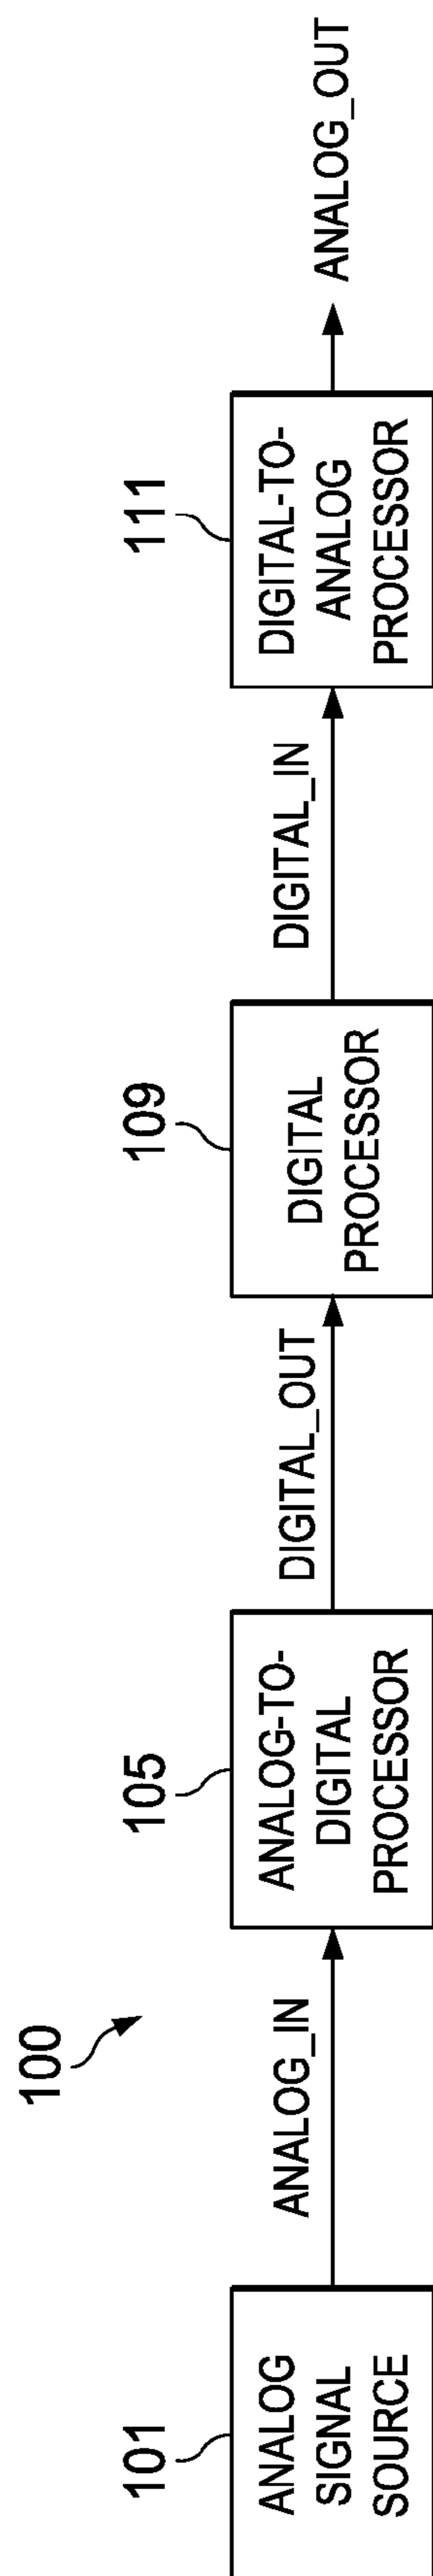 100
101
ANALOG
SIGNAL
SOURCE
ANALOG_IN
105
ANALOG-TO-
DIGITAL
PROCESSOR
DIGITAL_OUT
109
DIGITAL
PROCESSOR
DIGITAL_IN
111
DIGITAL-TO-
ANALOG
PROCESSOR
ANALOG_OUT